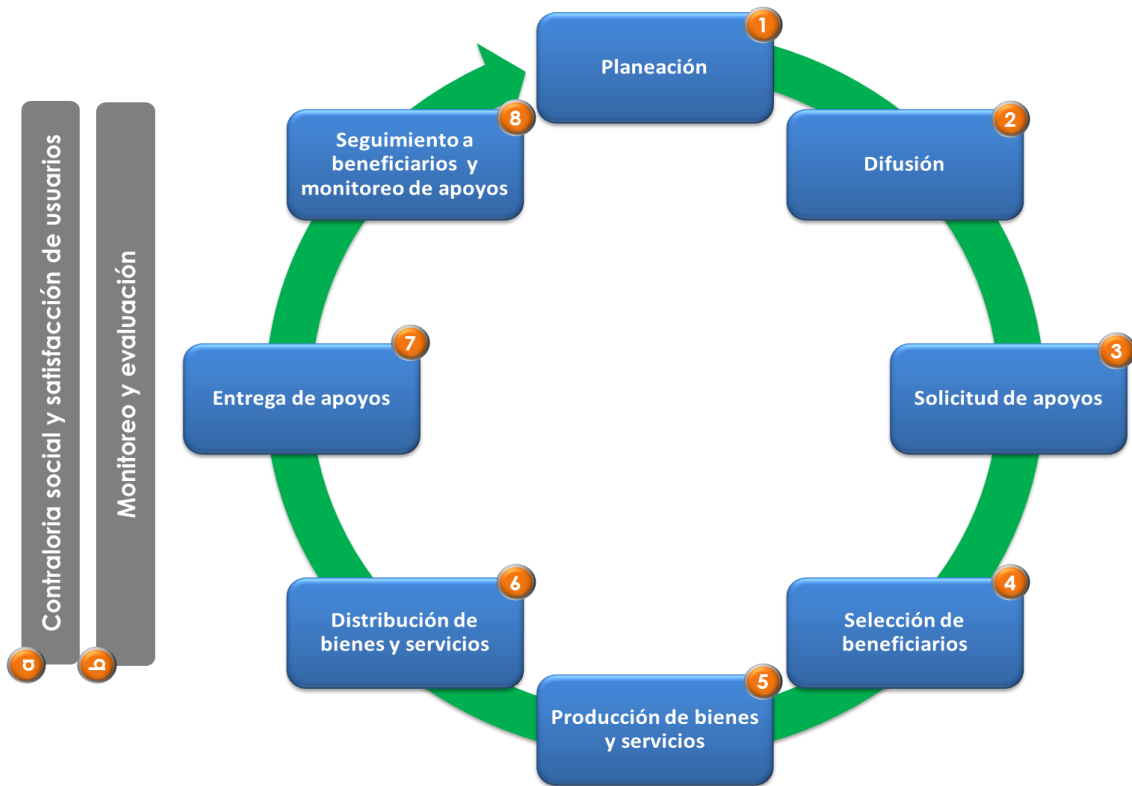 1
Planeación
2
Difusión
3
Solicitud de apoyos
4
Selección de
beneficiarios
5
Producción de bienes
y servicios
6
Distribución de
bienes y servicios
7
Entrega de apoyos
8
Seguimiento a
beneficiarios y
monitoreo de apoyos
a
Contraloria social y satisfacción de usuarios
b
Monitoreo y evaluación